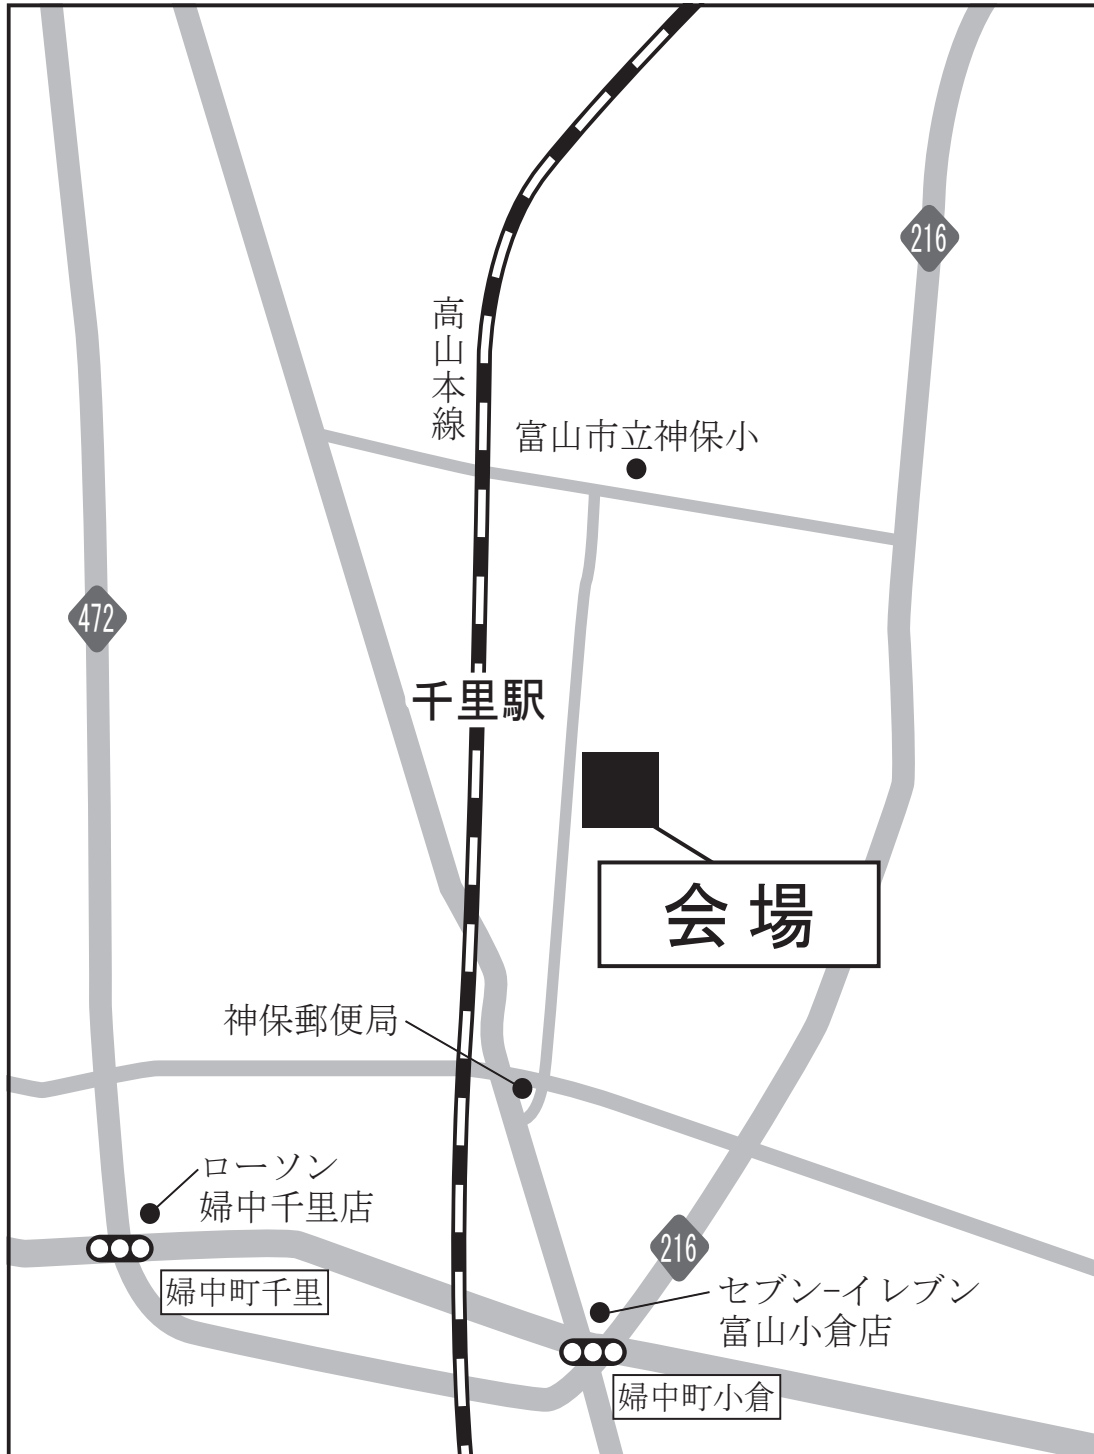 216
高山本線
富山市立神保小
472
千里駅
会場
神保郵便局
ローソン
婦中千里店
216
婦中町千里
セブン-イレブン
富山小倉店
婦中町小倉